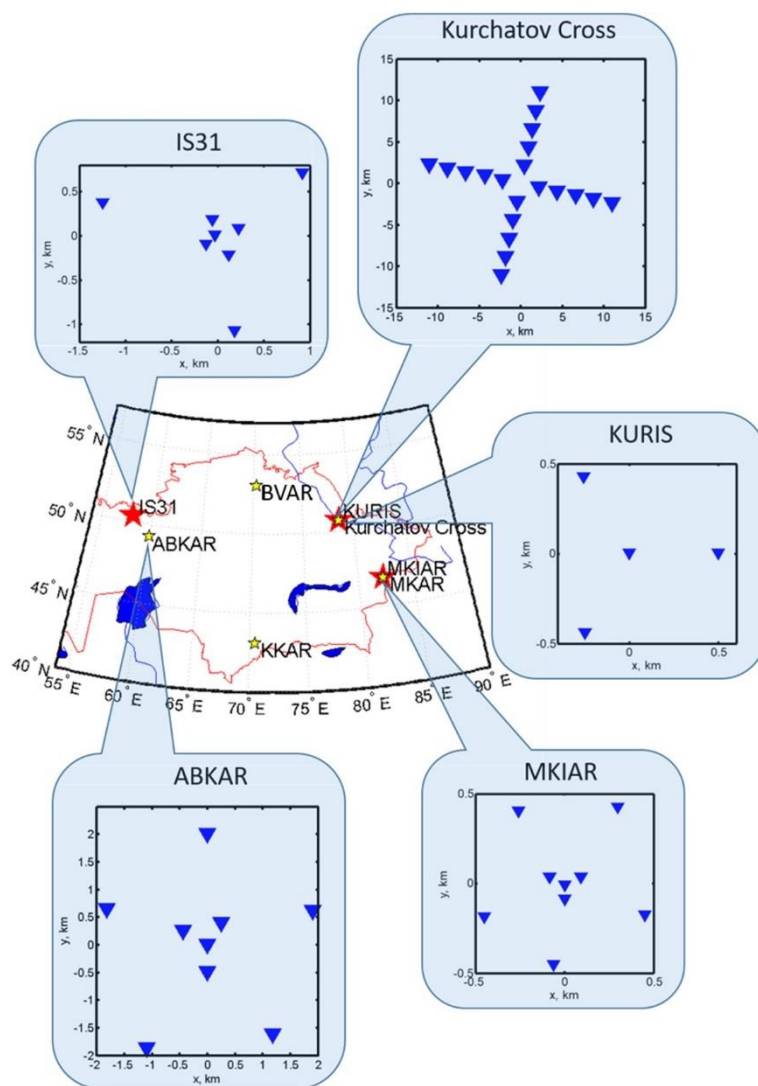 Kurchatov Cross
15
10
5
0
-5
-10
-15
y, km
-15 -10 -5 0 5 10 15
x, km
IS31
0.5
0
-0.5
-1
y, km
-1.5 -1 -0.5 0 0.5 1
x, km
55°N
50°N
45°N
40°N
55°E
60°E
65°E
70°E
75°E
80°E
85°E
90°E
IS31
ABKAR
BVAR
KURIS
Kurchatov Cross
MKIAR
MKAR
KKAR
KURIS
0.5
0
-0.5
y, km
-0.5 0 0.5
x, km
ABKAR
2
1.5
1
0.5
0
-0.5
-1
-1.5
-2
y, km
-2 -1.5 -1 -0.5 0 0.5 1 1.5 2
x, km
MKIAR
0.5
0
-0.5
y, km
-0.5 0 0.5
x, km